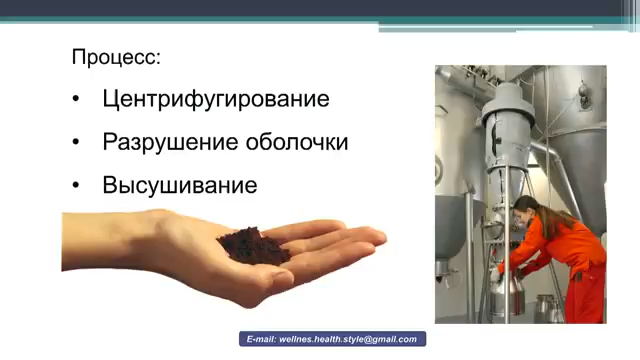 Процесс:
• Центрифугирование
• Разрушение оболочки
• Высушивание
E-mail: wellnes.health.style@gmail.com